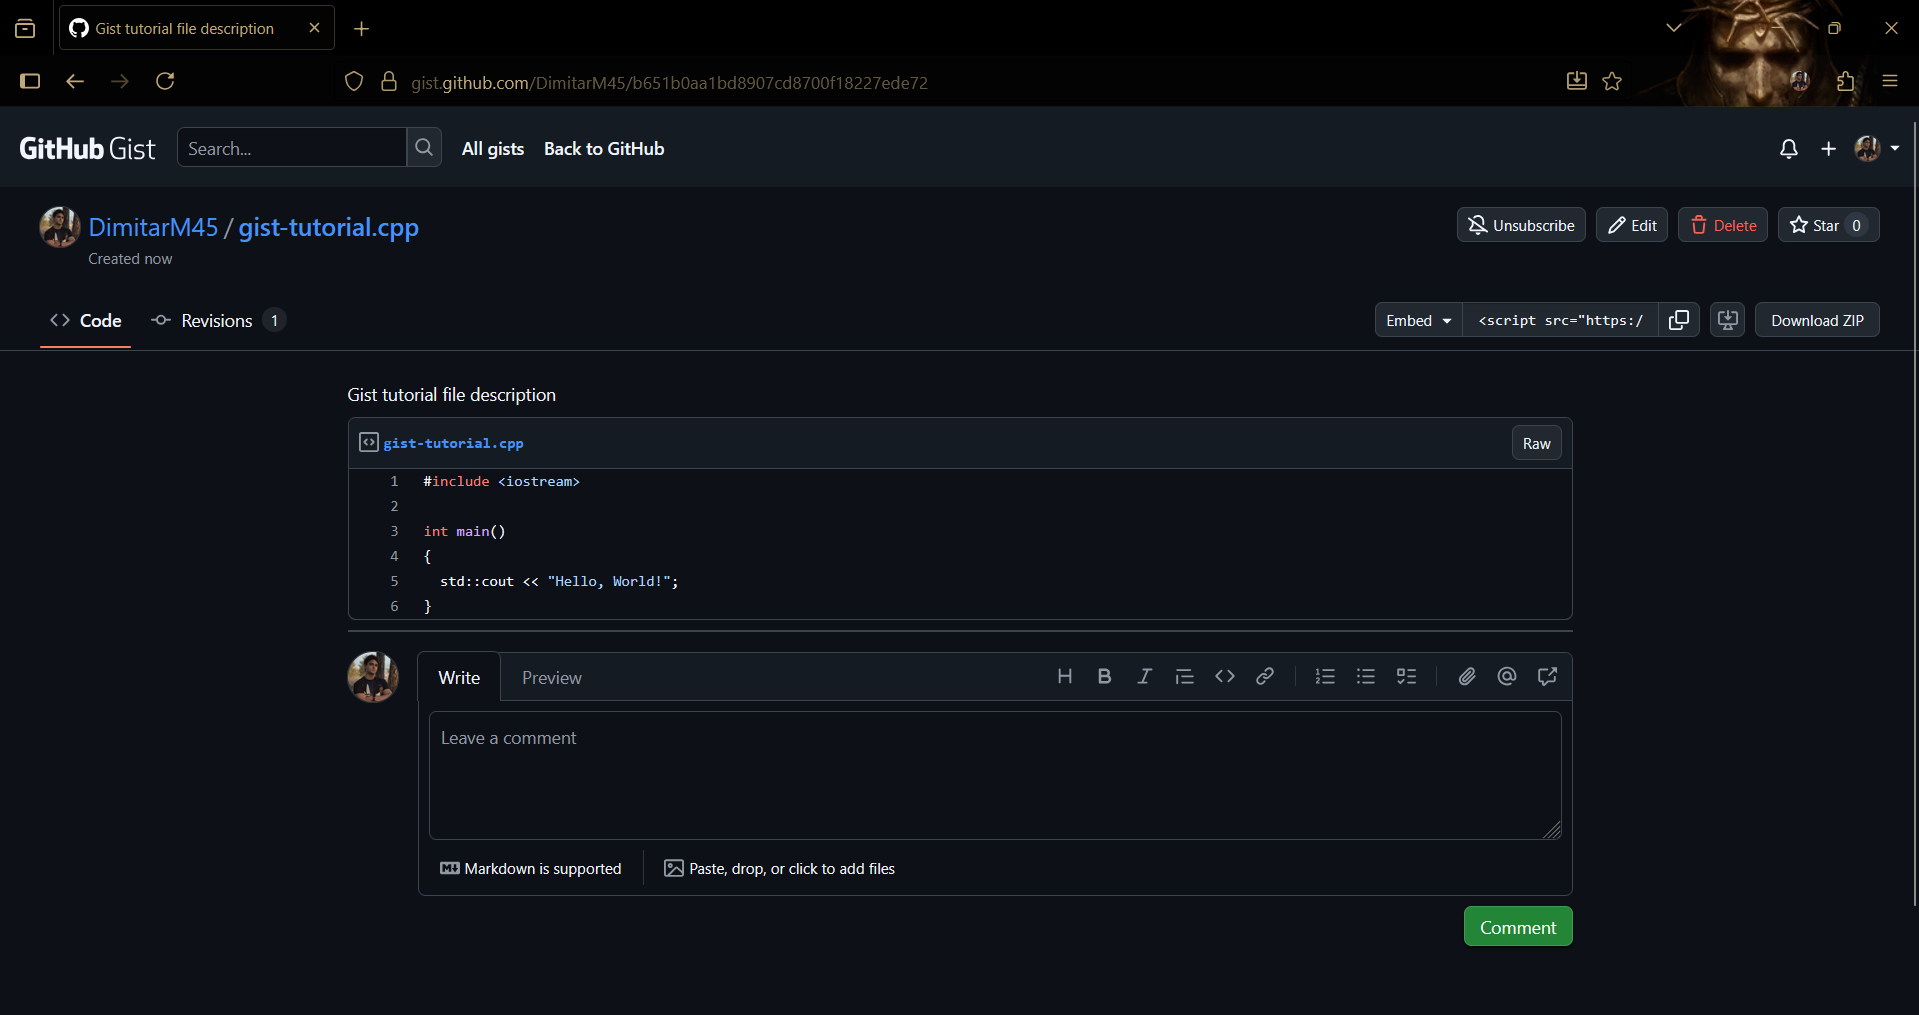 Gist tutorial file description
gist.github.com/DimitarM45/b651b0aa1bd8907cd8700f18227ede72
GitHub Gist
Search...
All gists
Back to GitHub
DimitarM45 / gist-tutorial.cpp
Created now
Unsubscribe
Edit
Delete
Star 0
Code
Revisions 1
Embed
<script src="https:/
Download ZIP
Gist tutorial file description
gist-tutorial.cpp
Raw
1 #include <iostream>
2
3 int main()
4 {
5   std::cout << "Hello, World!";
6 }
Write
Preview
Leave a comment
Markdown is supported
Paste, drop, or click to add files
Comment